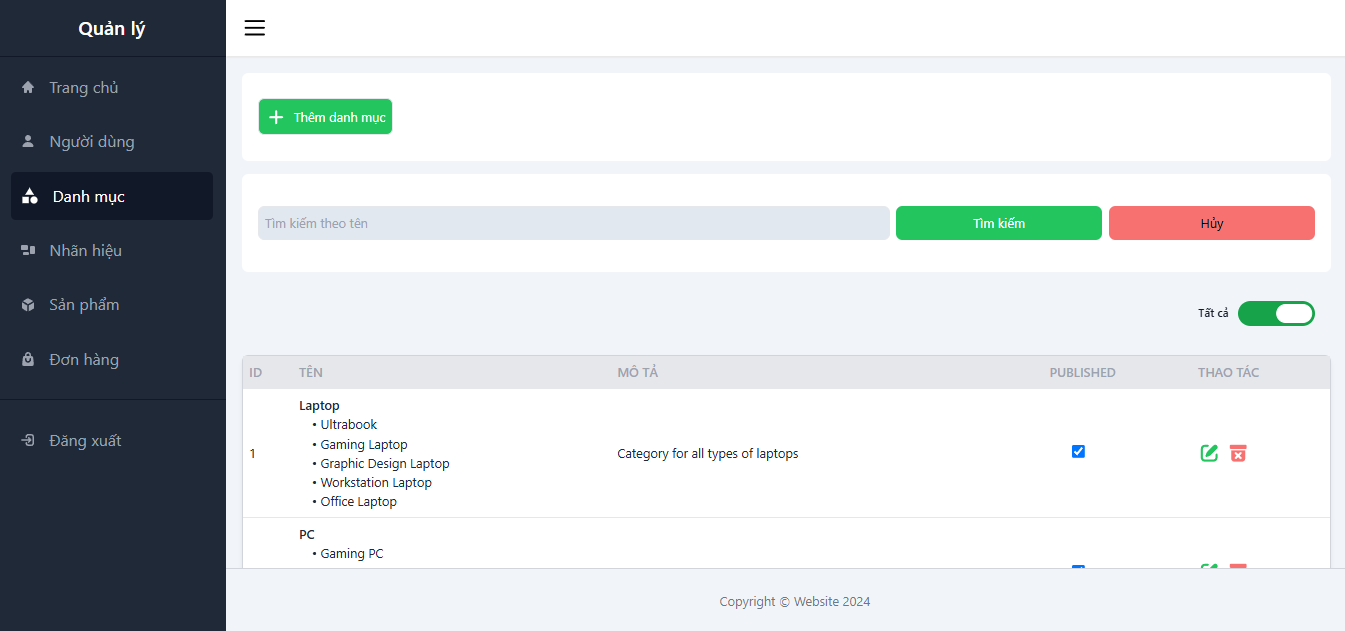 Quản lý
Trang chủ
Người dùng
Danh mục
Nhãn hiệu
Sản phẩm
Đơn hàng
Đăng xuất
Thêm danh mục
Tìm kiếm theo tên
Tìm kiếm
Hủy
Tất cả
ID TÊN MÔ TẢ PUBLISHED THAO TÁC
Laptop
• Ultrabook
• Gaming Laptop
• Graphic Design Laptop
1 Category for all types of laptops
• Workstation Laptop
• Office Laptop
PC
• Gaming PC
Copyright © Website 2024